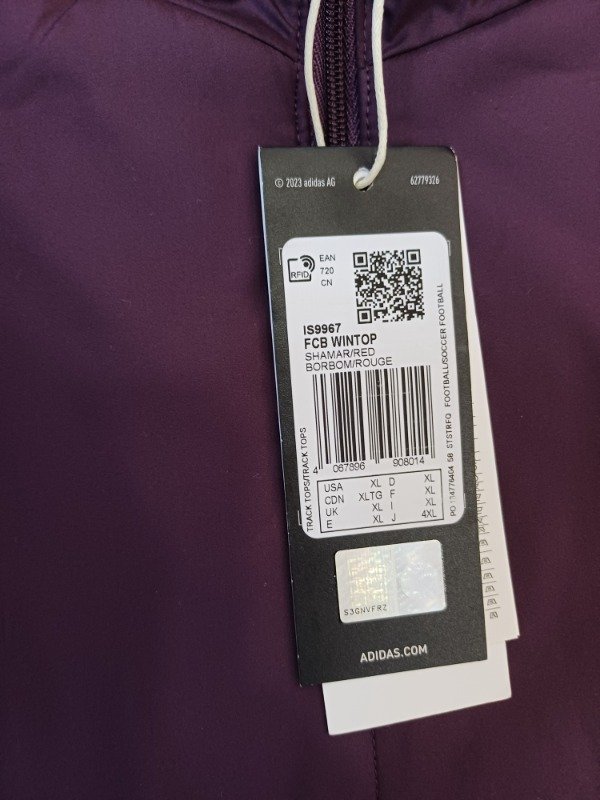 © 2023 adidas AG 62779326
RFID
EAN
720
CN
IS9967
FCB WINTOP
SHAMAR/RED
BORBOM/ROUGE
4 067896 908014
USA XL D XL
CDN XLTG F XL
UK XL I XL
E XL J 4XL
TRACK TOPS/TRACK TOPS
FOOTBALL/SOCCER FOOTBALL
STSTRFQ
S3GNVFRZ
ADIDAS.COM